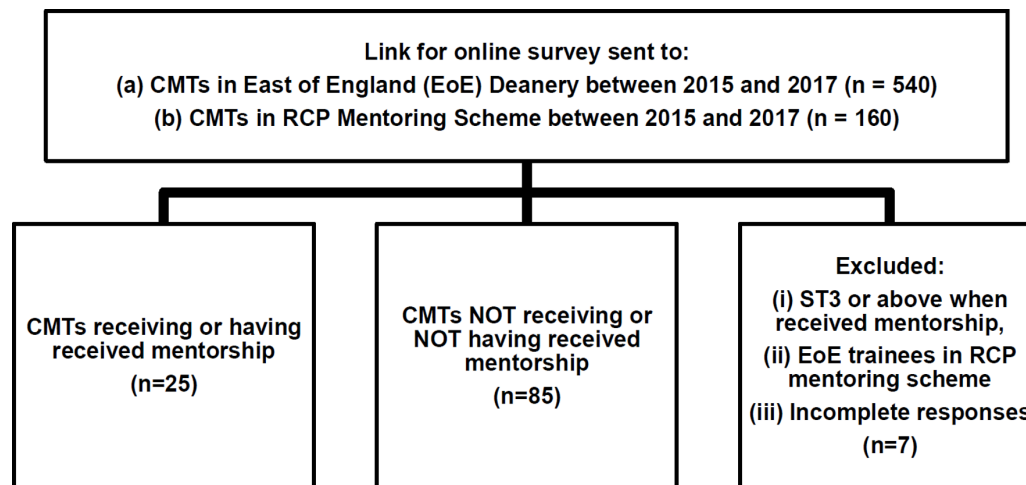 Link for online survey sent to:
(a) CMTs in East of England (EoE) Deanery between 2015 and 2017 (n = 540)
(b) CMTs in RCP Mentoring Scheme between 2015 and 2017 (n = 160)
CMTs receiving or having
received mentorship
(n=25)
CMTs NOT receiving or
NOT having received
mentorship
(n=85)
Excluded:
(i) ST3 or above when
received mentorship,
(ii) EoE trainees in RCP
mentoring scheme
(iii) Incomplete responses
(n=7)